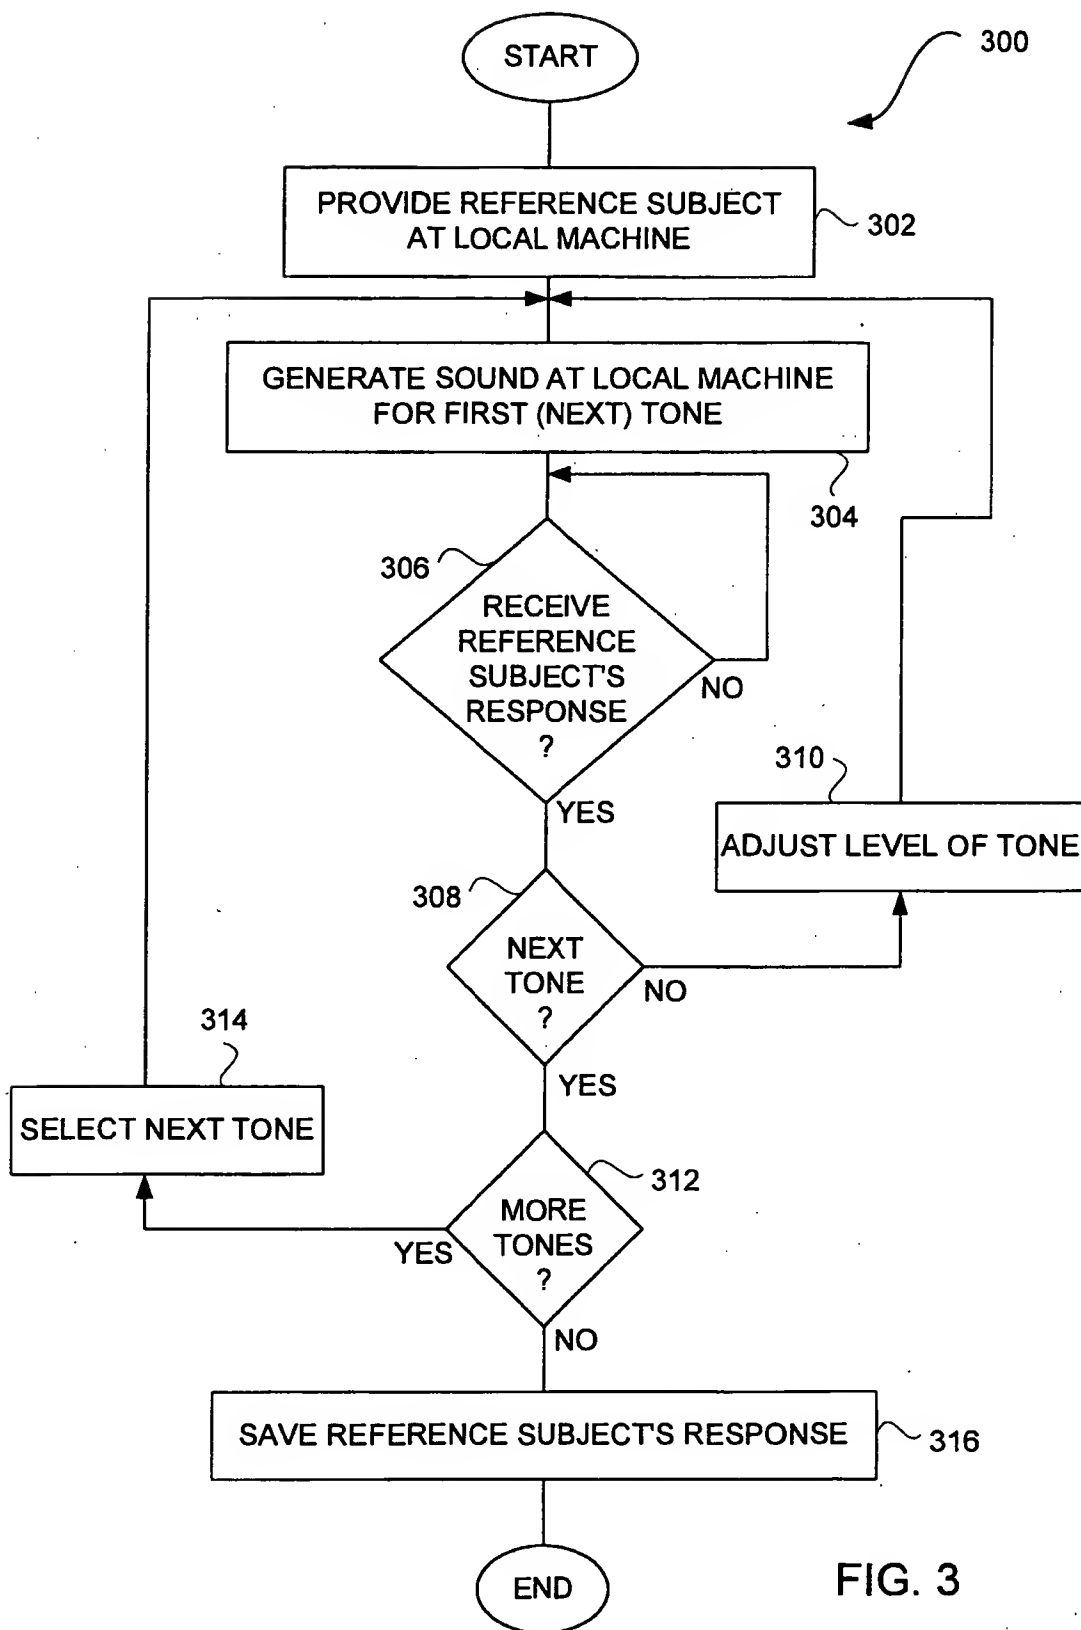 START
300
PROVIDE REFERENCE SUBJECT
AT LOCAL MACHINE
302
GENERATE SOUND AT LOCAL MACHINE
FOR FIRST (NEXT) TONE
304
306
RECEIVE
REFERENCE
SUBJECT'S
RESPONSE
?
NO
YES
310
ADJUST LEVEL OF TONE
308
NEXT
TONE
?
NO
YES
314
SELECT NEXT TONE
312
MORE
TONES
?
YES
NO
SAVE REFERENCE SUBJECT'S RESPONSE
316
END
FIG. 3